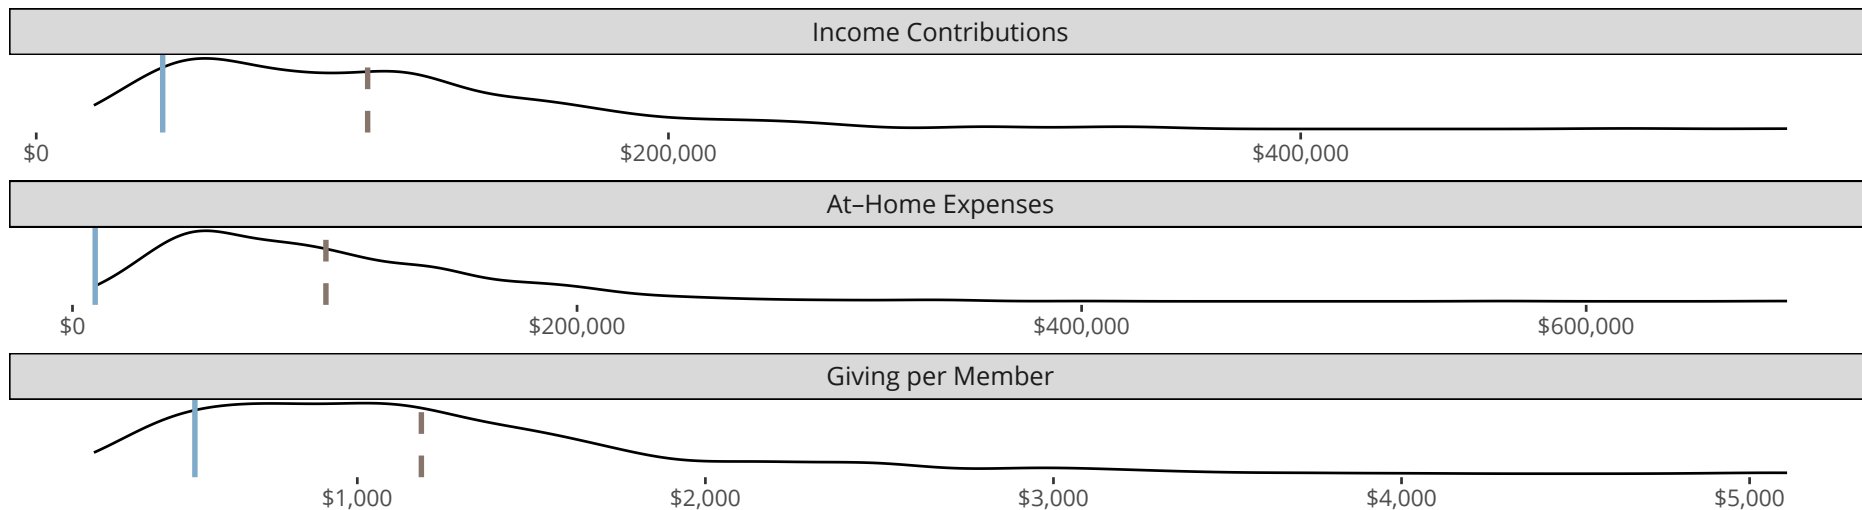 Income Contributions
$0 $200,000 $400,000
At–Home Expenses
$0 $200,000 $400,000 $600,000
Giving per Member
$1,000 $2,000 $3,000 $4,000 $5,000